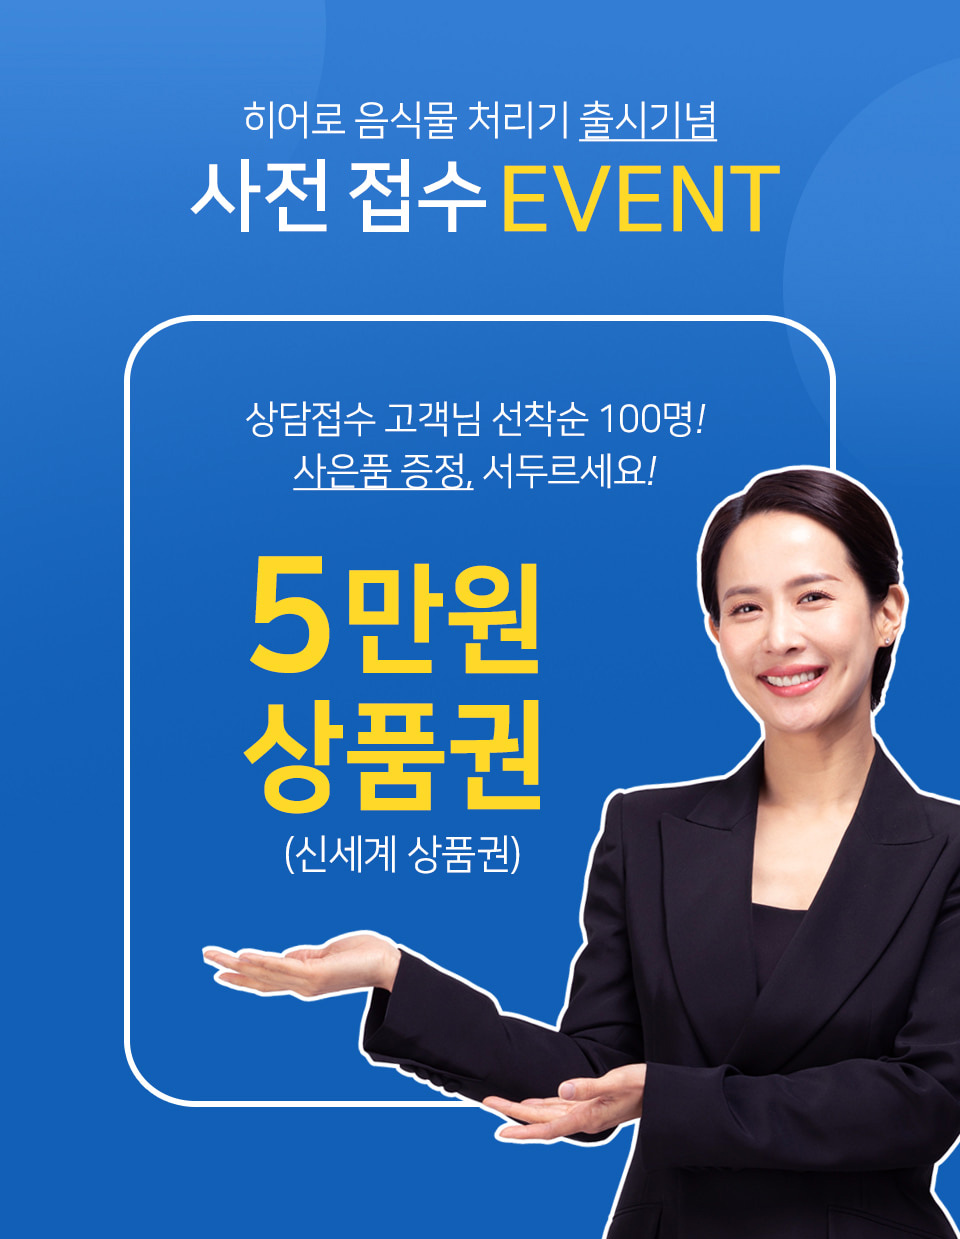 히어로 음식물 처리기 출시기념
사전 접수 EVENT
상담접수 고객님 선착순 100명!
사은품 증정, 서두르세요!
5만원
상품권
(신세계 상품권)